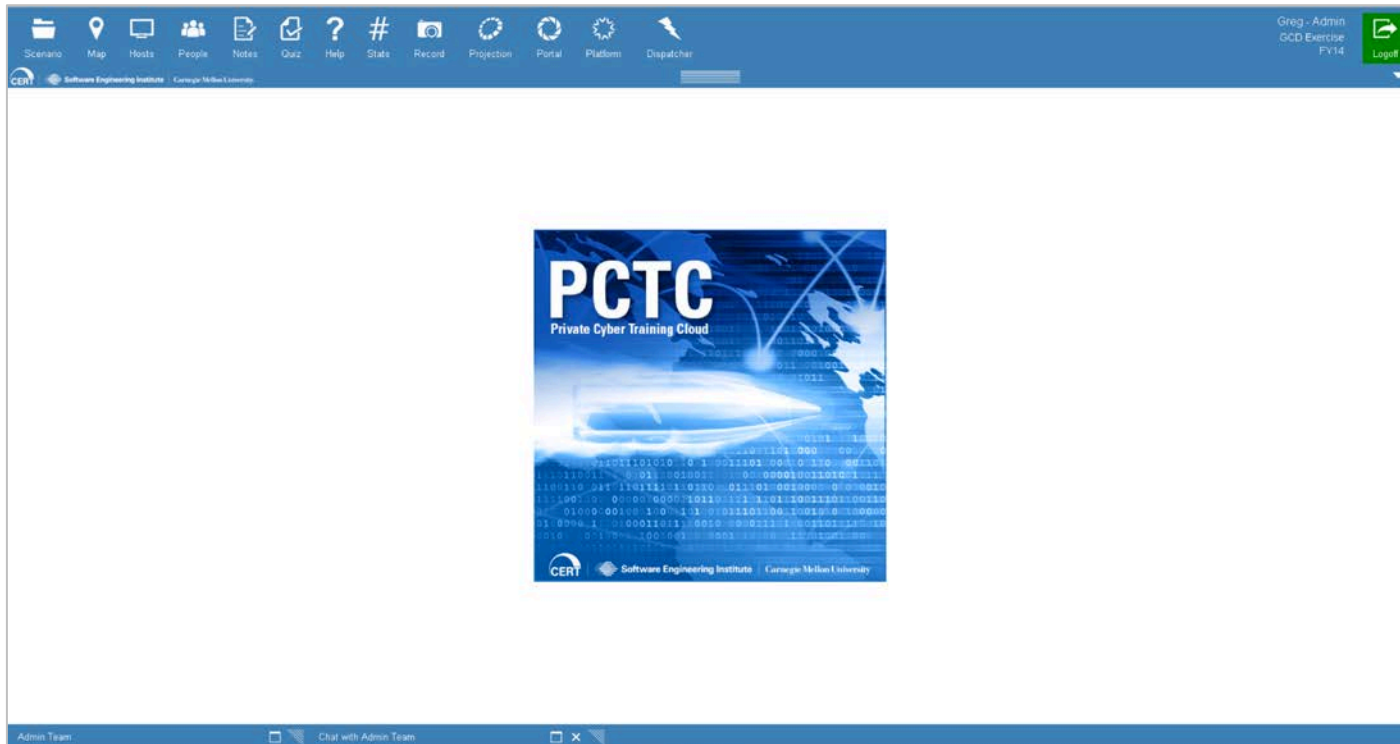 Scenario Map Hosts People Notes Quiz Help Stats Record Projection Portal Platform Dispatcher
Greg - Admin
GCD Exercise
FY14
Logoff
CERT Software Engineering Institute Carnegie Mellon University
PCTC
Private Cyber Training Cloud
CERT Software Engineering Institute Carnegie Mellon University
Admin Team Chat with Admin Team